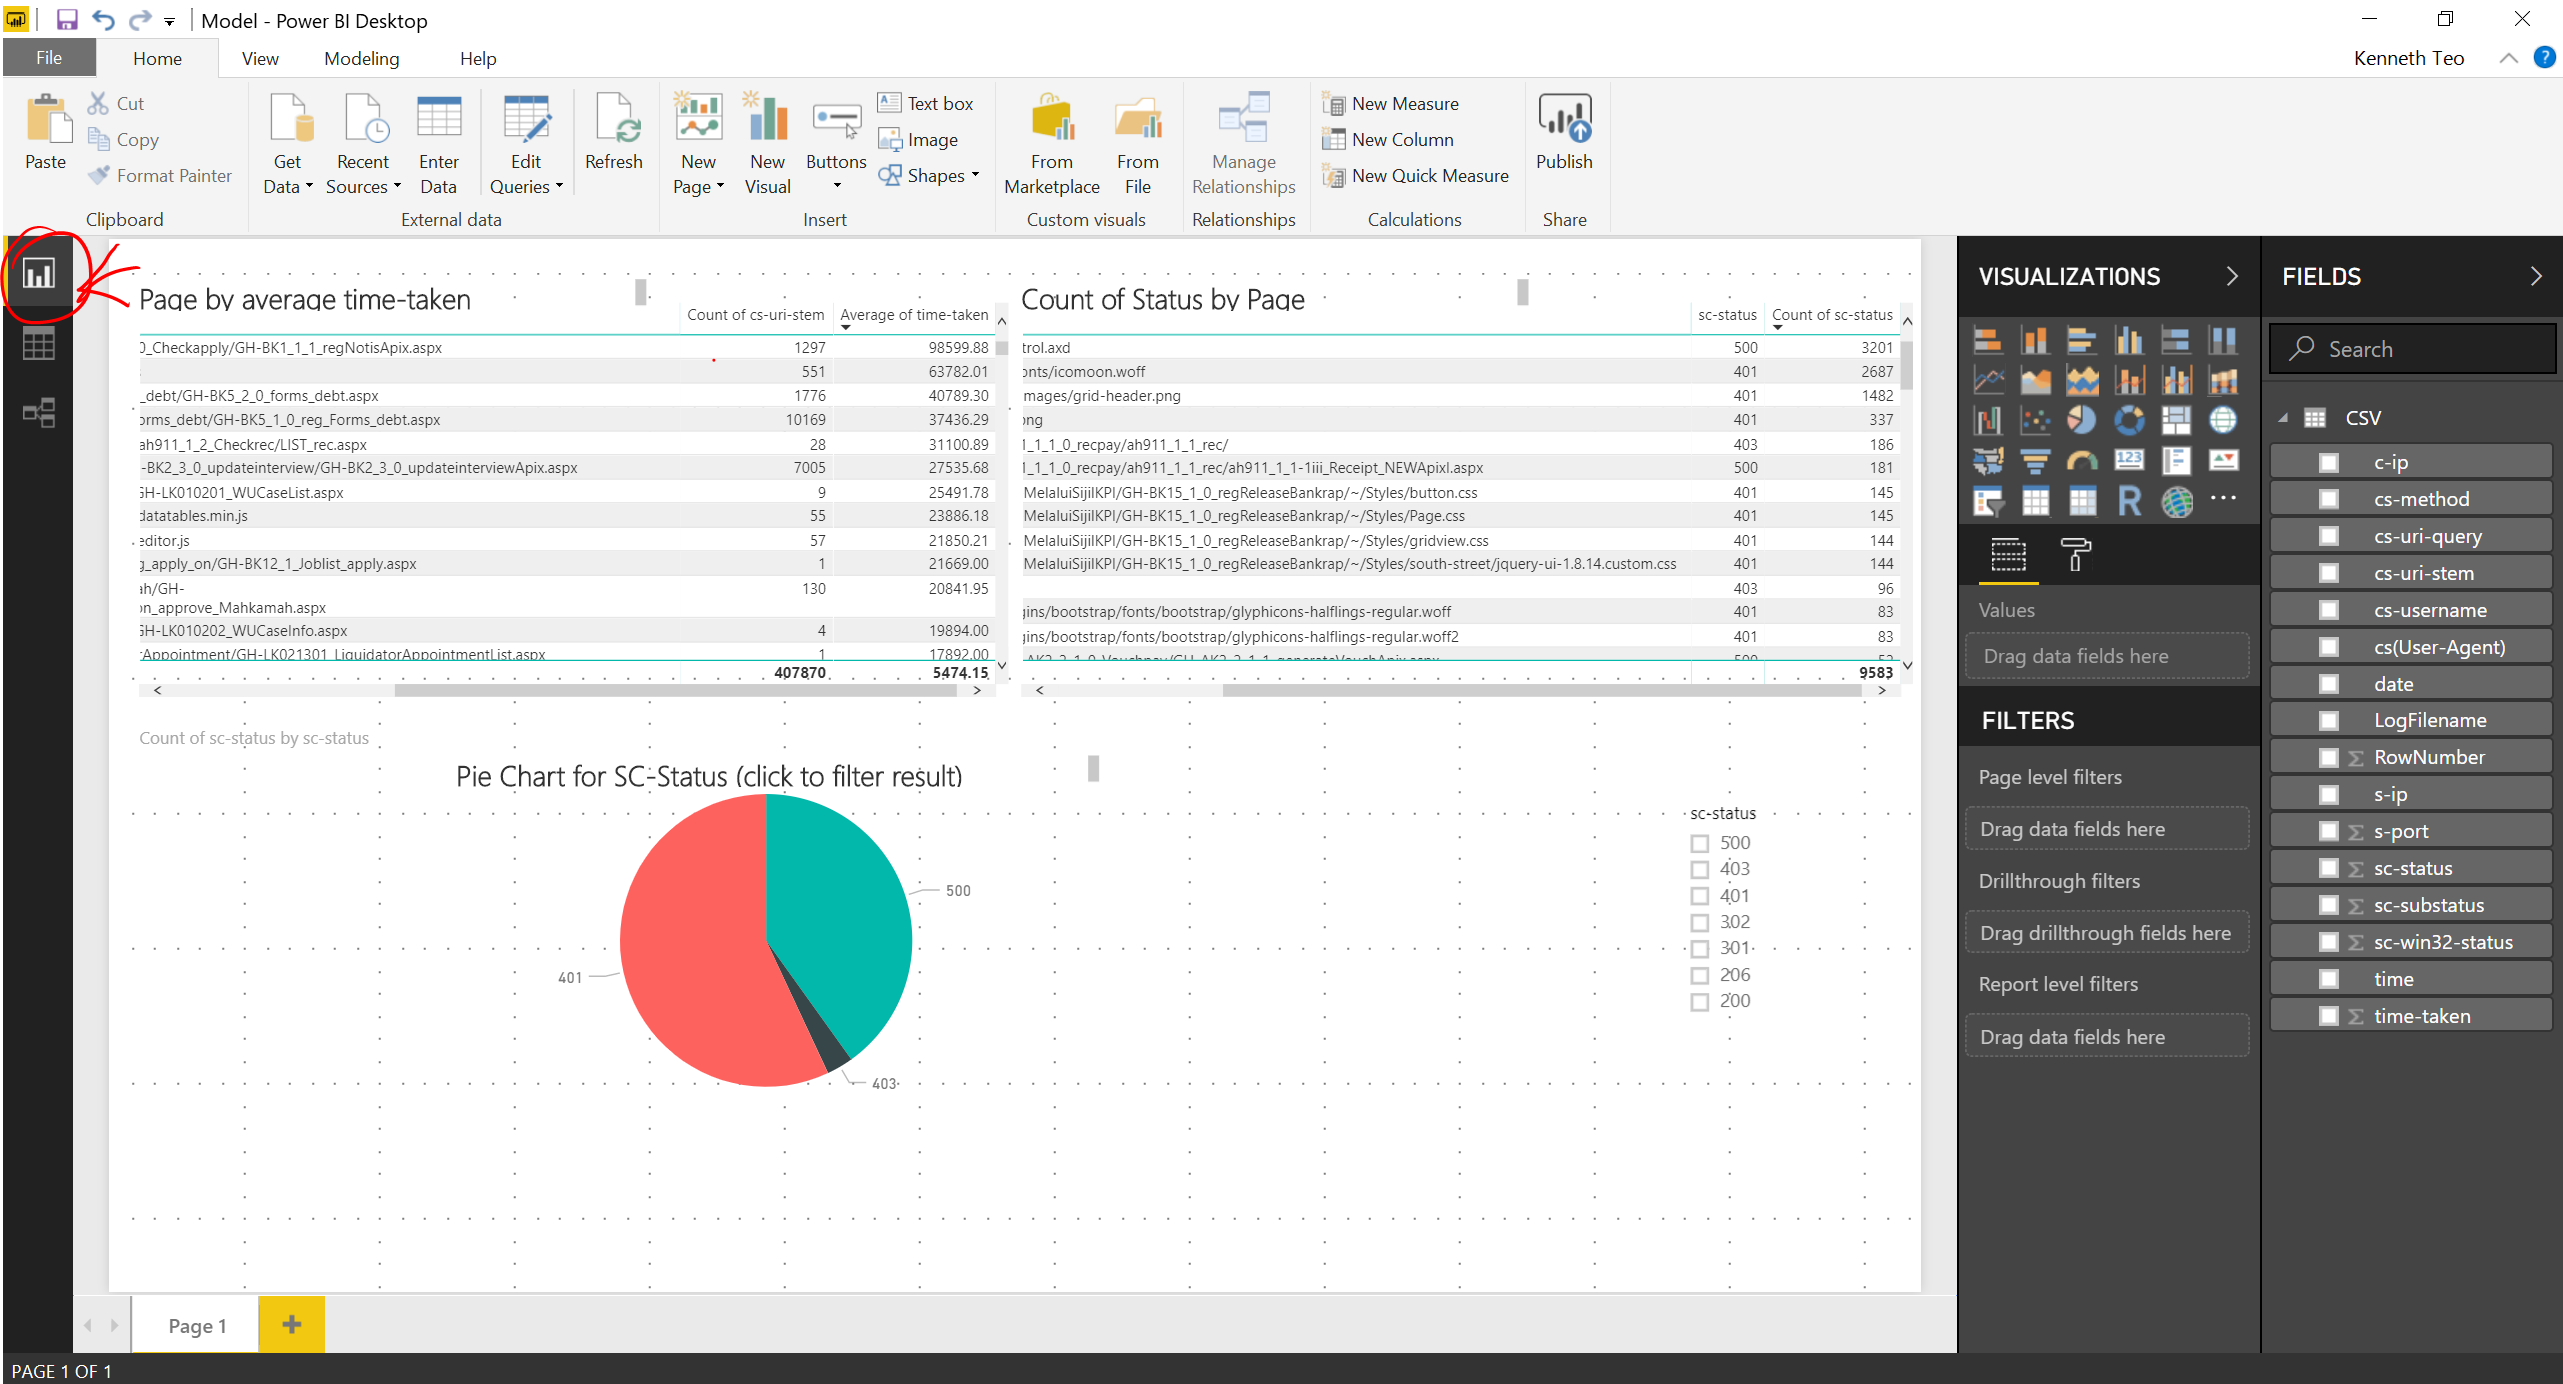 Model - Power BI Desktop
File Home View Modeling Help Kenneth Teo
Paste
Cut
Copy
Format Painter
Clipboard
Get Data
Recent Sources
Enter Data
Edit Queries
Refresh
External data
New Page
New Visual
Buttons
Text box
Image
Shapes
Insert
From Marketplace
From File
Custom visuals
Manage Relationships
Relationships
New Measure
New Column
New Quick Measure
Calculations
Publish
Share
Page by average time-taken
Count of cs-uri-stem Average of time-taken
0_Checkapply/GH-BK1_1_1_regNotisApix.aspx 1297 98599.88
551 63782.01
_debt/GH-BK5_2_0_forms_debt.aspx 1776 40789.30
orms_debt/GH-BK5_1_0_reg_Forms_debt.aspx 10169 37436.29
ah911_1_2_Checkrec/LIST_rec.aspx 28 31100.89
-BK2_3_0_updateinterview/GH-BK2_3_0_updateinterviewApix.aspx 7005 27535.68
GH-LK010201_WUCaseList.aspx 9 25491.78
datatables.min.js 55 23886.18
editor.js 57 21850.21
g_apply_on/GH-BK12_1_Joblist_apply.aspx 1 21669.00
ah/GH-
on_approve_Mahkamah.aspx 130 20841.95
GH-LK010202_WUCaseInfo.aspx 4 19894.00
rAppointment/GH-LK021301_LiquidatorAppointmentList.aspx 1 17892.00
407870 5474.15
Count of Status by Page
sc-status Count of sc-status
trol.axd 500 3201
onts/icomoon.woff 401 2687
mages/grid-header.png 401 1482
png 401 337
1_1_1_0_recpay/ah911_1_1_rec/ 403 186
1_1_1_0_recpay/ah911_1_1_rec/ah911_1_1-1iii_Receipt_NEWApixl.aspx 500 181
MelaluiSijilKPI/GH-BK15_1_0_regReleaseBankrap/~/Styles/button.css 401 145
MelaluiSijilKPI/GH-BK15_1_0_regReleaseBankrap/~/Styles/Page.css 401 145
MelaluiSijilKPI/GH-BK15_1_0_regReleaseBankrap/~/Styles/gridview.css 401 144
MelaluiSijilKPI/GH-BK15_1_0_regReleaseBankrap/~/Styles/south-street/jquery-ui-1.8.14.custom.css 401 144
403 96
gins/bootstrap/fonts/bootstrap/glyphicons-halflings-regular.woff 401 83
gins/bootstrap/fonts/bootstrap/glyphicons-halflings-regular.woff2 401 83
9583
Count of sc-status by sc-status
Pie Chart for SC-Status (click to filter result)
500
401
403
sc-status
500
403
401
302
301
206
200
VISUALIZATIONS
123
R
Values
Drag data fields here
FILTERS
Page level filters
Drag data fields here
Drillthrough filters
Drag drillthrough fields here
Report level filters
Drag data fields here
FIELDS
Search
CSV
c-ip
cs-method
cs-uri-query
cs-uri-stem
cs-username
cs(User-Agent)
date
LogFilename
Σ RowNumber
s-ip
Σ s-port
Σ sc-status
Σ sc-substatus
Σ sc-win32-status
time
Σ time-taken
Page 1
PAGE 1 OF 1